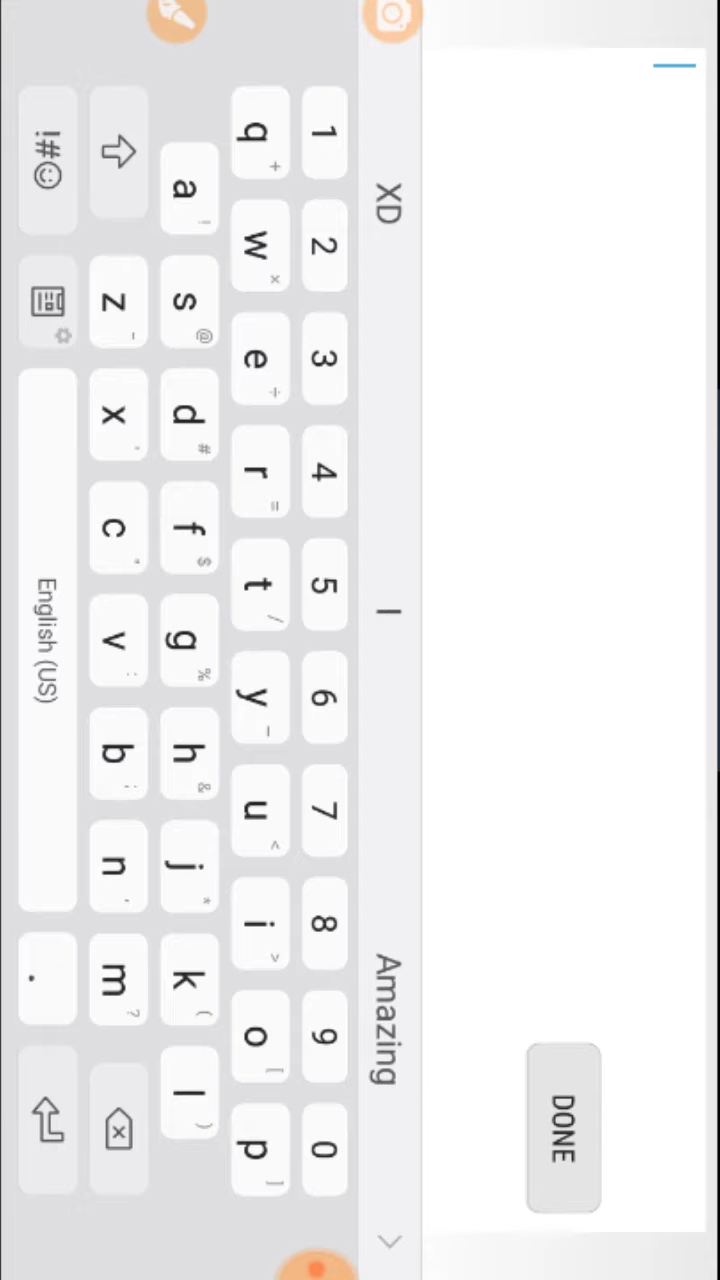 DONE
XD I Amazing
1 2 3 4 5 6 7 8 9 0
q + w × e ÷ r = t / y _ u < i > o [ p ]
a ! s @ d # f $ g % h & j * k ( l )
z - x ' c " v : b ; n , m ?
!#☺ English (US) .